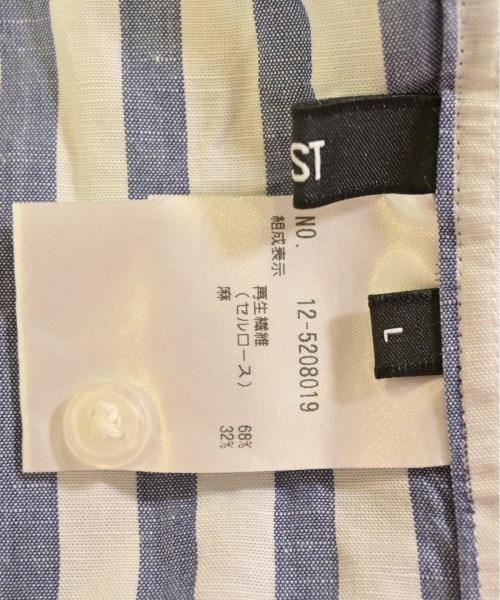 ST
L
NO. 12-5208019
組成表示
再生繊維
(セルロース) 68%
麻 32%